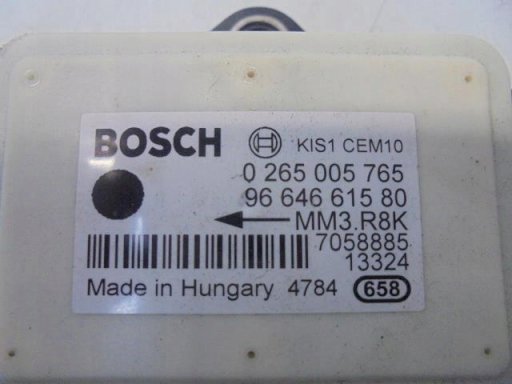 BOSCH KIS1 CEM10
0 265 005 765
96 646 615 80
MM3.R8K
7058885
13324
Made in Hungary 4784 658